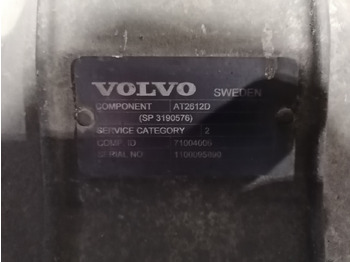 VOLVO SWEDEN
COMPONENT AT2612D
(SP 3190576)
SERVICE CATEGORY 2
COMP. ID
SERIAL NO